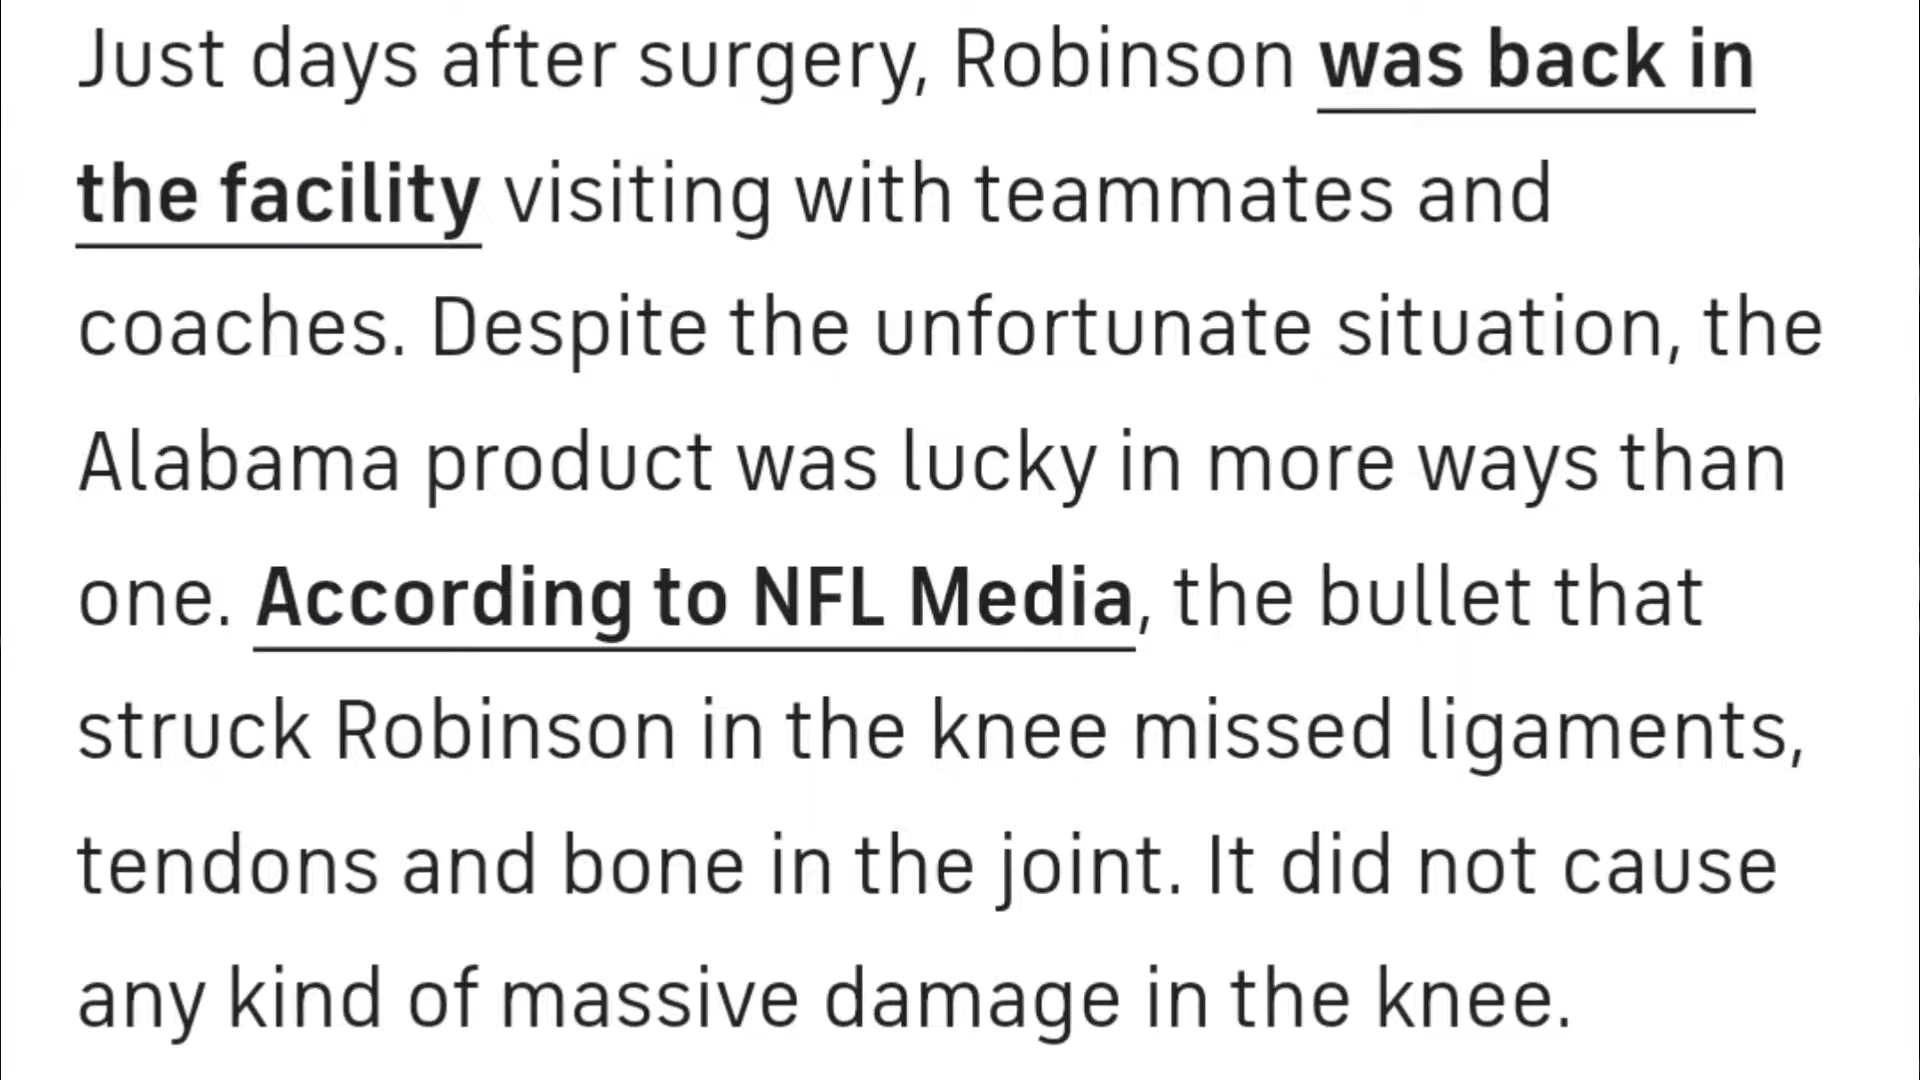 Just days after surgery, Robinson was back in
the facility visiting with teammates and
coaches. Despite the unfortunate situation, the
Alabama product was lucky in more ways than
one. According to NFL Media, the bullet that
struck Robinson in the knee missed ligaments,
tendons and bone in the joint. It did not cause
any kind of massive damage in the knee.